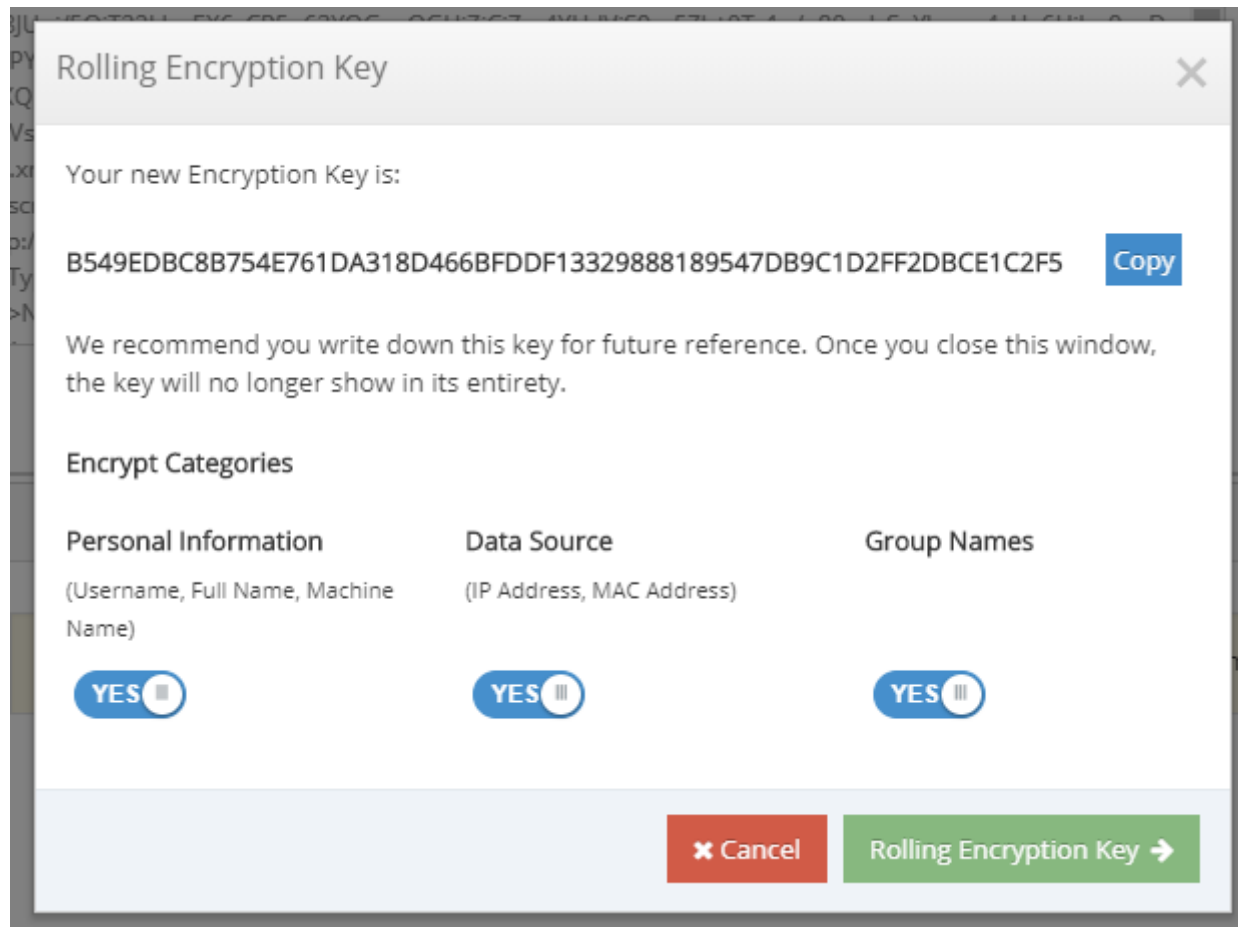 Rolling Encryption Key
Your new Encryption Key is:
B549EDBC8B754E761DA318D466BFDDF13329888189547DB9C1D2FF2DBCE1C2F5
Copy
We recommend you write down this key for future reference. Once you close this window,
the key will no longer show in its entirety.
Encrypt Categories
Personal Information
Data Source
Group Names
(Username, Full Name, Machine
Name)
(IP Address, MAC Address)
YES
YES
YES
Cancel
Rolling Encryption Key